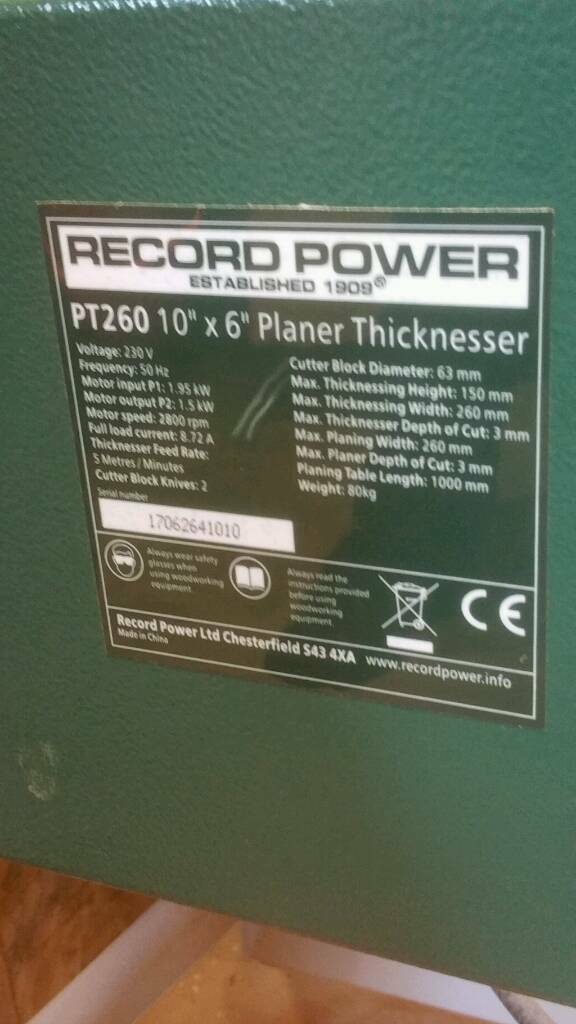 RECORD POWER
ESTABLISHED 1909®
PT260 10" x 6" Planer Thicknesser
Voltage: 230 V
Frequency: 50 Hz
Motor input P1: 1.95 kW
Motor output P2: 1.5 kW
Motor speed: 2800 rpm
Full load current: 8.72 A
Thicknesser Feed Rate:
5 Metres / Minutes
Cutter Block Knives: 2
Cutter Block Diameter: 63 mm
Max. Thicknessing Height: 150 mm
Max. Thicknessing Width: 260 mm
Max. Thicknesser Depth of Cut: 3 mm
Max. Planing Width: 260 mm
Max. Planer Depth of Cut: 3 mm
Planing Table Length: 1000 mm
Weight: 80kg
Serial number
17062641010
Always wear safety
glasses when
using woodworking
equipment
Always read the
instructions provided
before using
woodworking
equipment
CE
Record Power Ltd Chesterfield S43 4XA www.recordpower.info
Made in China